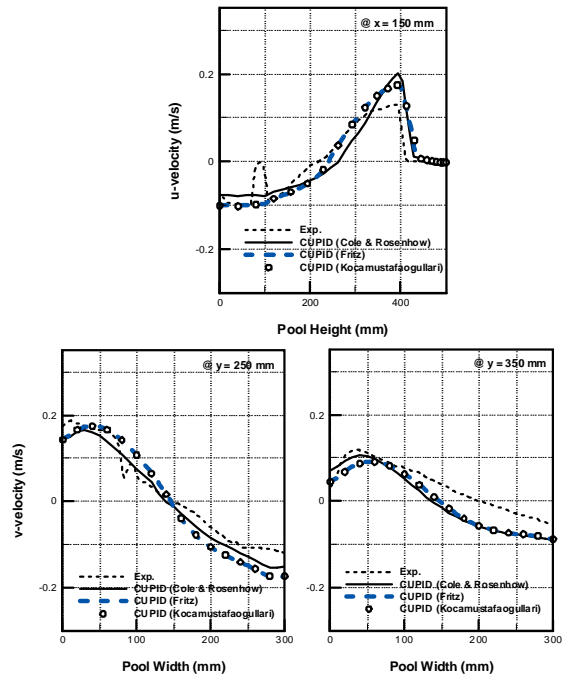 @ x = 150 mm
0.2
0
-0.2
u-velocity (m/s)
Exp.
CUPID (Cole & Rosenhow)
CUPID (Fritz)
CUPID (Kocamustafaogullari)
0 200 400
Pool Height (mm)
@ y = 250 mm
0.2
0
-0.2
v-velocity (m/s)
Exp.
CUPID (Cole & Rosenhow)
CUPID (Fritz)
CUPID (Kocamustafaogullari)
0 100 200 300
Pool Width (mm)
@ y = 350 mm
0.2
0
-0.2
Exp.
CUPID (Cole & Rosenhow)
CUPID (Fritz)
CUPID (Kocamustafaogullari)
0 100 200 300
Pool Width (mm)